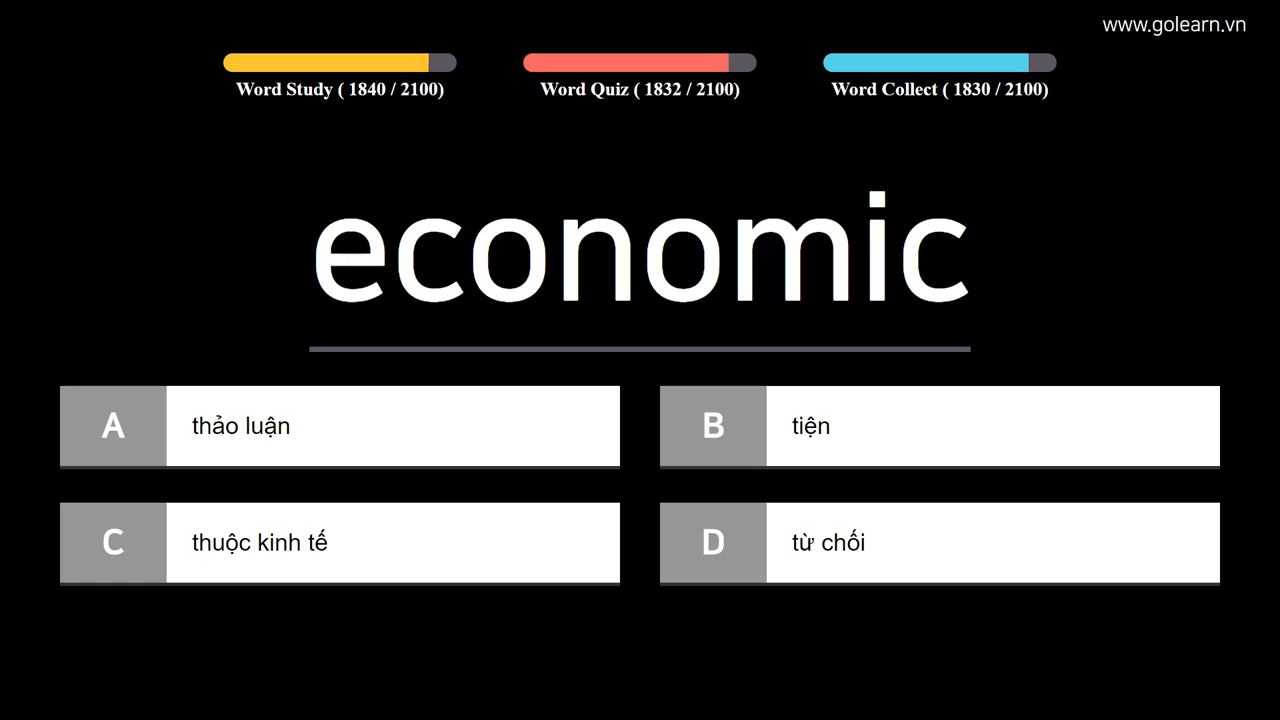 www.golearn.vn
Word Study ( 1840 / 2100)
Word Quiz ( 1832 / 2100)
Word Collect ( 1830 / 2100)
economic
A thảo luận
B tiện
C thuộc kinh tế
D từ chối